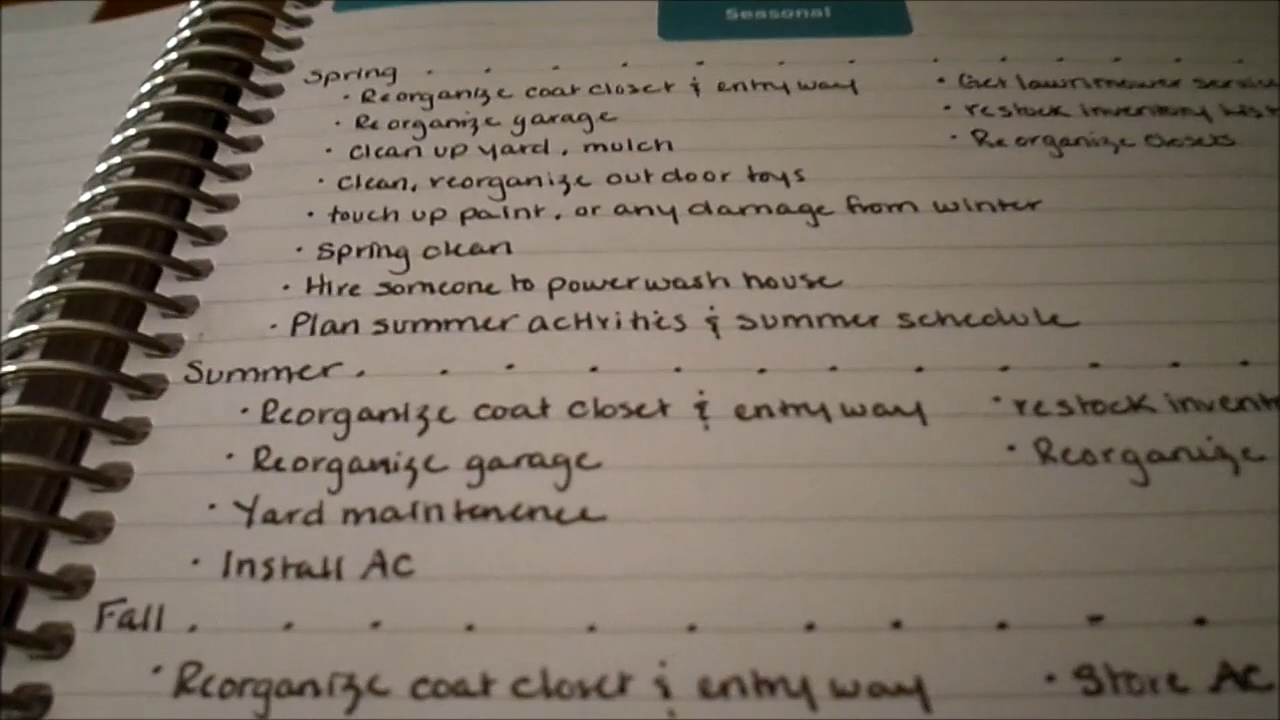 Seasonal
Spring
· Reorganize coat closet & entry way
· Reorganize garage
· Clean up yard, mulch
· Clean, reorganize outdoor toys
· touch up paint, or any damage from winter
· Spring clean
· Hire someone to powerwash house
· Plan summer activities & summer schedule
· Get lawnmower
· restock inventory
· Reorganize closets
Summer
· Reorganize coat closet & entry way
· Reorganize garage
· Yard maintenence
· Install AC
· restock
· Reorganize
Fall
· Reorganize coat closet & entry way
· Store AC